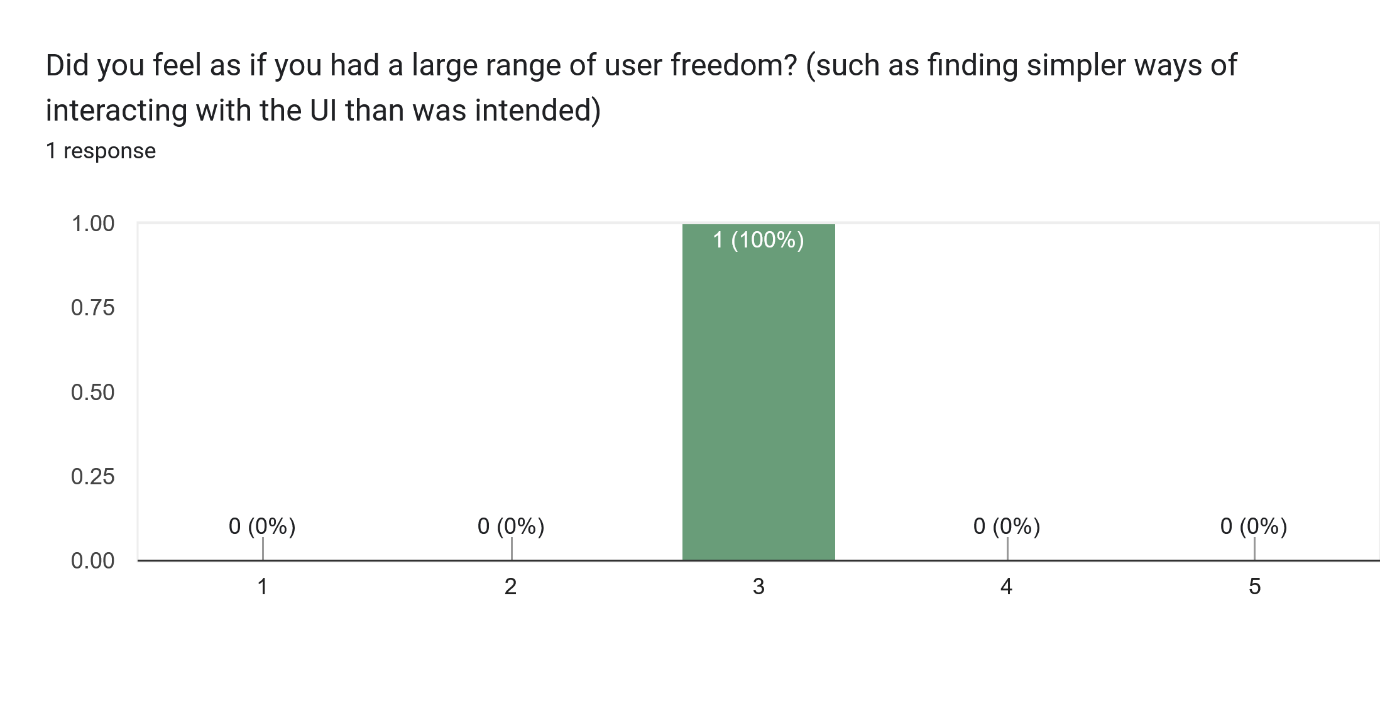 Did you feel as if you had a large range of user freedom? (such as finding simpler ways of
interacting with the UI than was intended)
1 response
1.00
1 (100%)
0.75
0.50
0.25
0 (0%) 0 (0%) 0 (0%) 0 (0%)
0.00
1 2 3 4 5